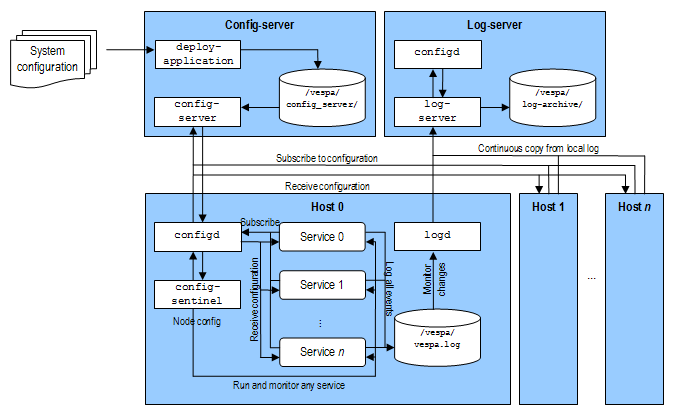 Config-server
Log-server
System
configuration
deploy-
application
configd
/vespa/
config_server/
/vespa/
log-archive/
config-
server
log-
server
Continuous copy from local log
Subscribe to configuration
Receive configuration
Host 0
Host 1
Host n
Subscribe
configd
Service 0
logd
Receive configuration
Log all events
Monitor
changes
config-
sentinel
Service 1
...
Node config
⋮
/vespa/
vespa.log
Service n
Run and monitor any service